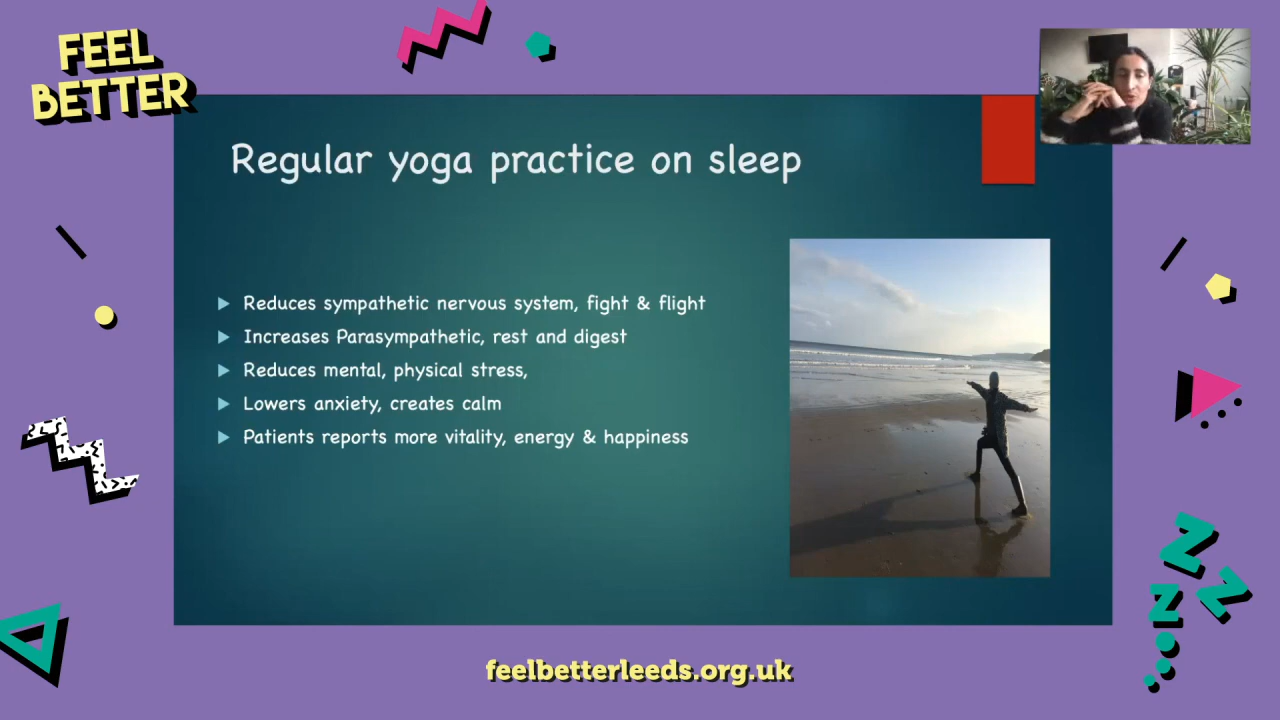 FEEL
BETTER
Regular yoga practice on sleep
Reduces sympathetic nervous system, fight & flight
Increases Parasympathetic, rest and digest
Reduces mental, physical stress,
Lowers anxiety, creates calm
Patients reports more vitality, energy & happiness
Z
Z
Z
feelbetterleeds.org.uk